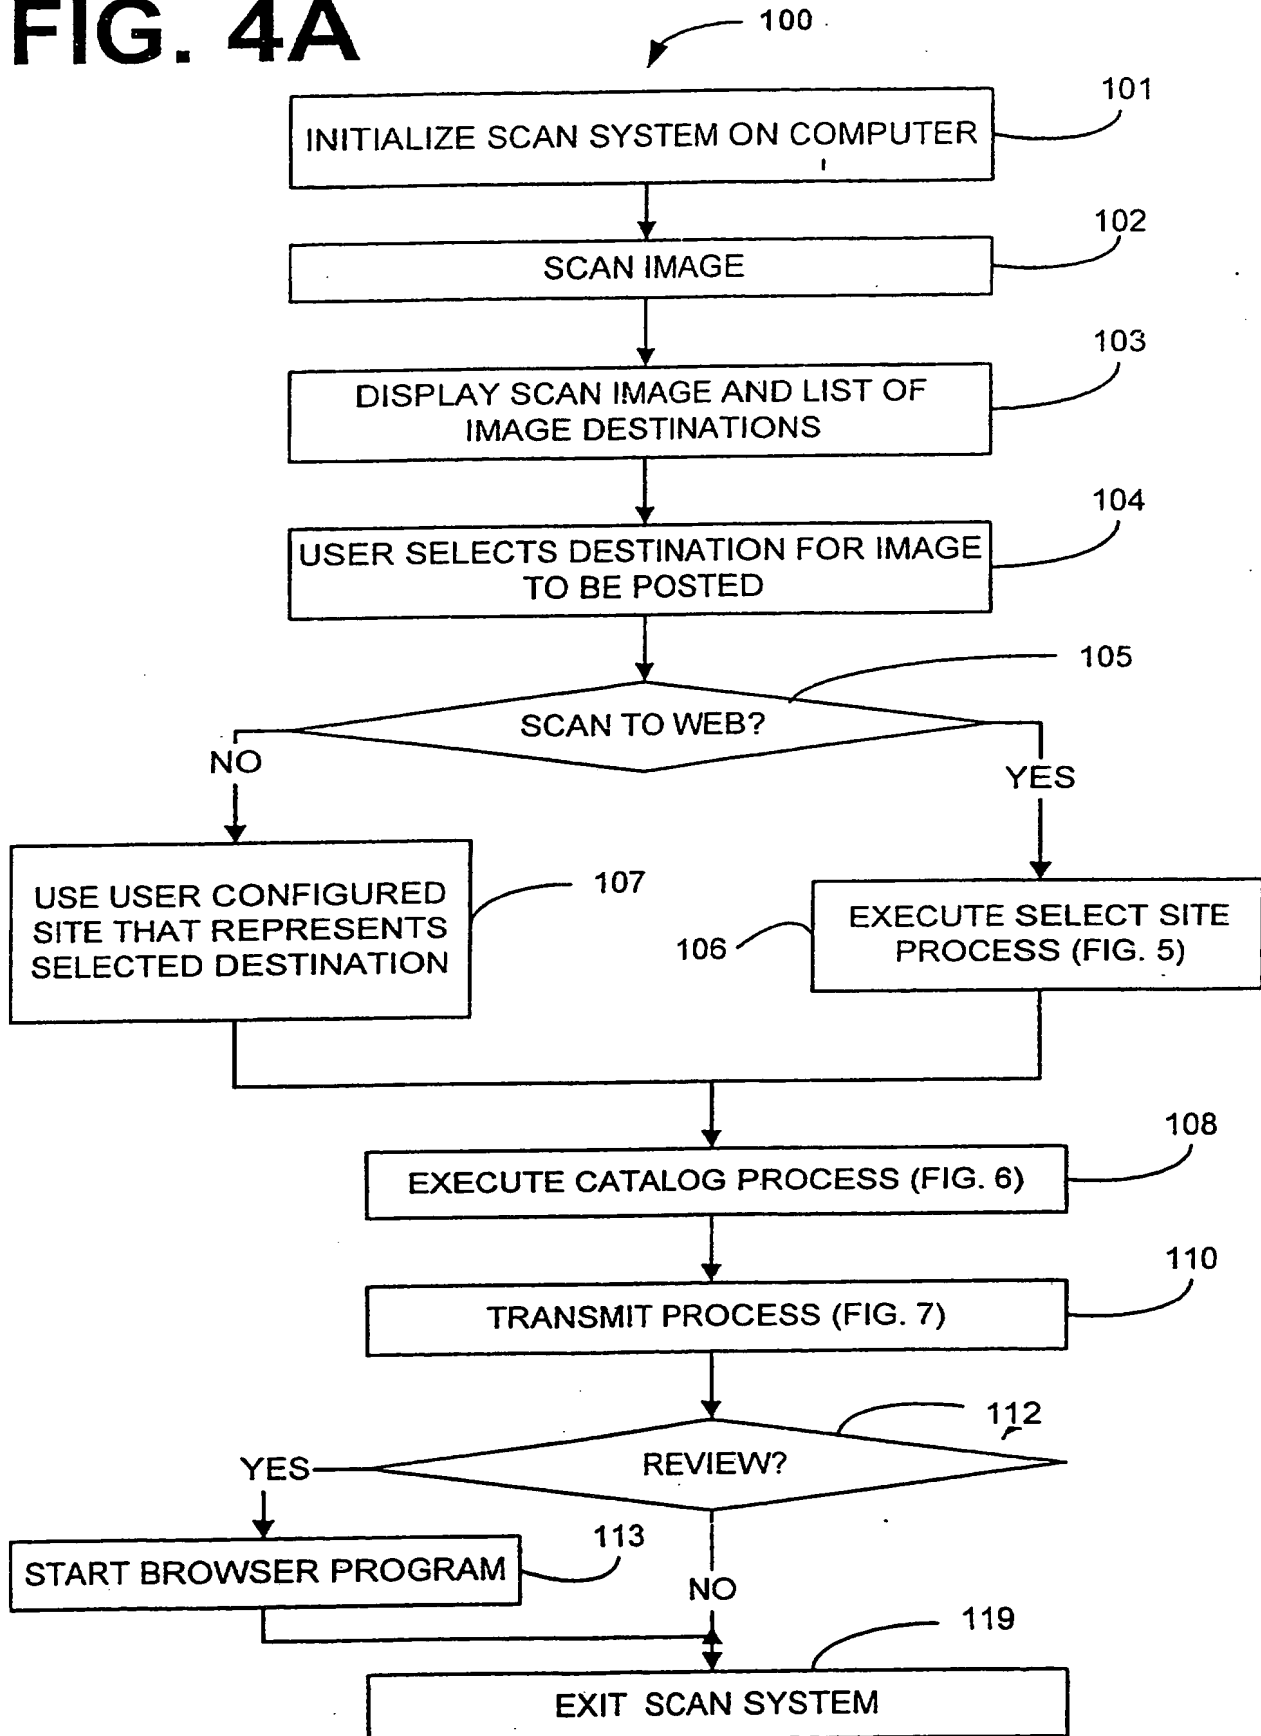 FIG. 4A
100
101
INITIALIZE SCAN SYSTEM ON COMPUTER
102
SCAN IMAGE
103
DISPLAY SCAN IMAGE AND LIST OF
IMAGE DESTINATIONS
104
USER SELECTS DESTINATION FOR IMAGE
TO BE POSTED
105
SCAN TO WEB?
NO
YES
107
USE USER CONFIGURED
SITE THAT REPRESENTS
SELECTED DESTINATION
106
EXECUTE SELECT SITE
PROCESS (FIG. 5)
108
EXECUTE CATALOG PROCESS (FIG. 6)
110
TRANSMIT PROCESS (FIG. 7)
112
REVIEW?
YES
113
START BROWSER PROGRAM
NO
119
EXIT SCAN SYSTEM